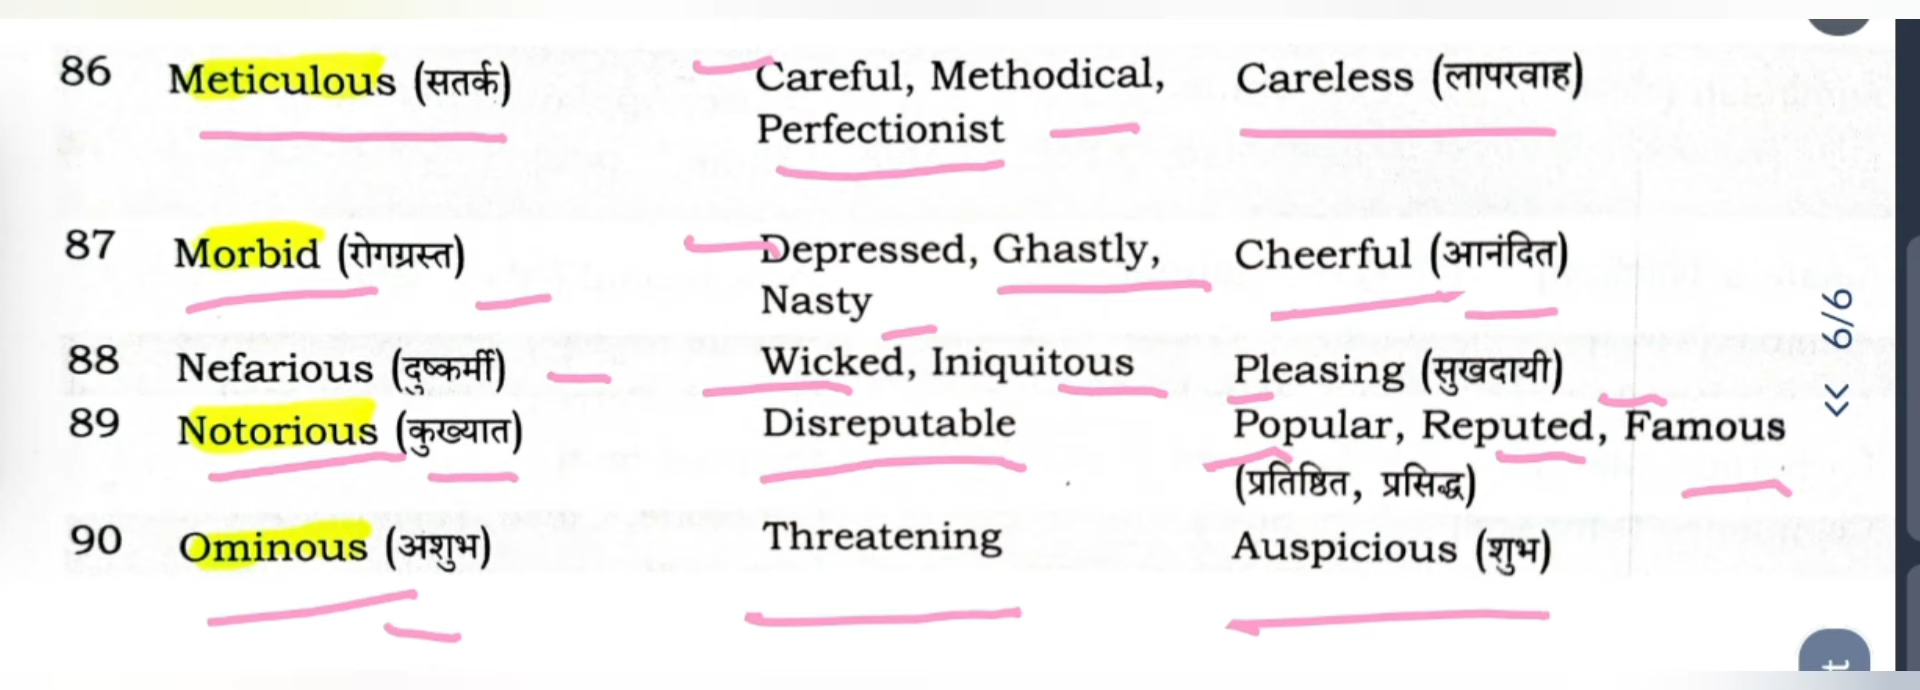 86 Meticulous (सतर्क) Careful, Methodical, Careless (लापरवाह)
Perfectionist
87 Morbid (रोगग्रस्त) Depressed, Ghastly, Cheerful (आनंदित)
Nasty
88 Nefarious (दुष्कर्मी) Wicked, Iniquitous Pleasing (सुखदायी)
89 Notorious (कुख्यात) Disreputable Popular, Reputed, Famous
(प्रतिष्ठित, प्रसिद्ध)
90 Ominous (अशुभ) Threatening Auspicious (शुभ)
6/6
t